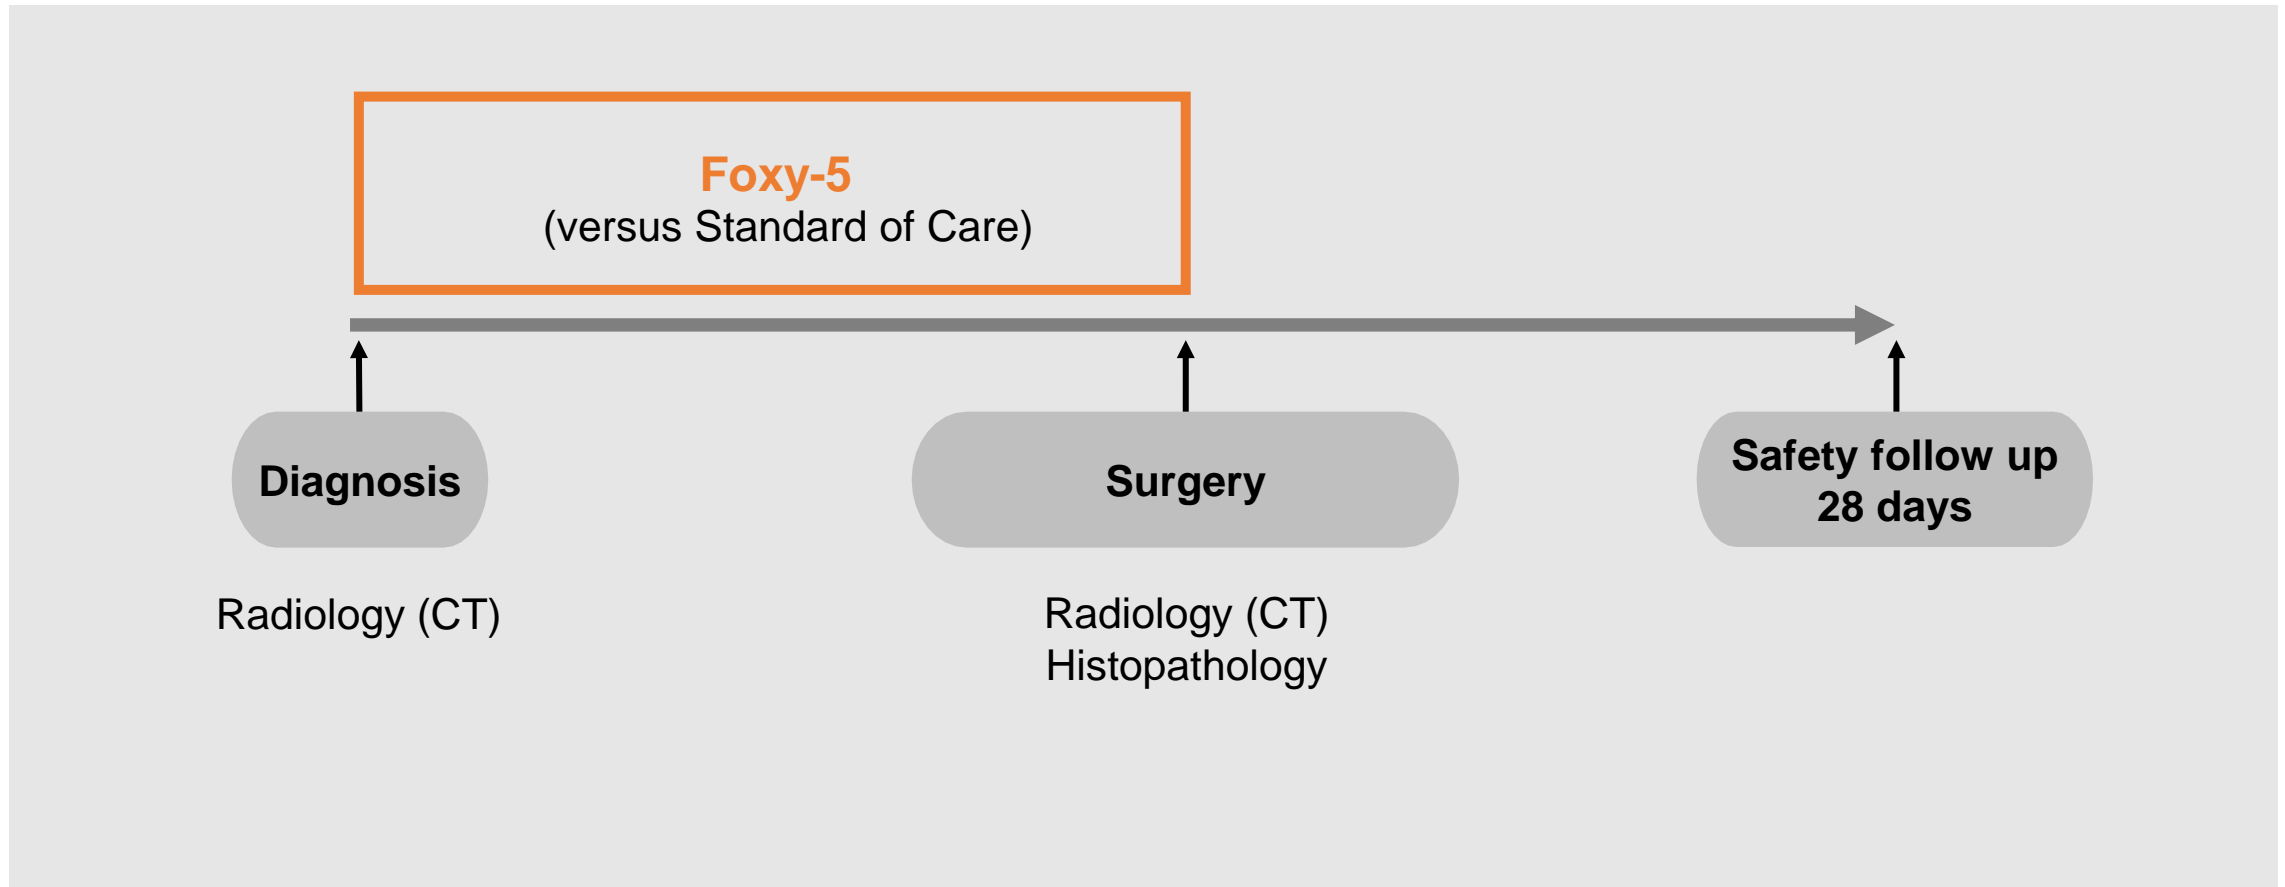 Foxy-5
(versus Standard of Care)
Diagnosis
Surgery
Safety follow up
28 days
Radiology (CT)
Radiology (CT)
Histopathology